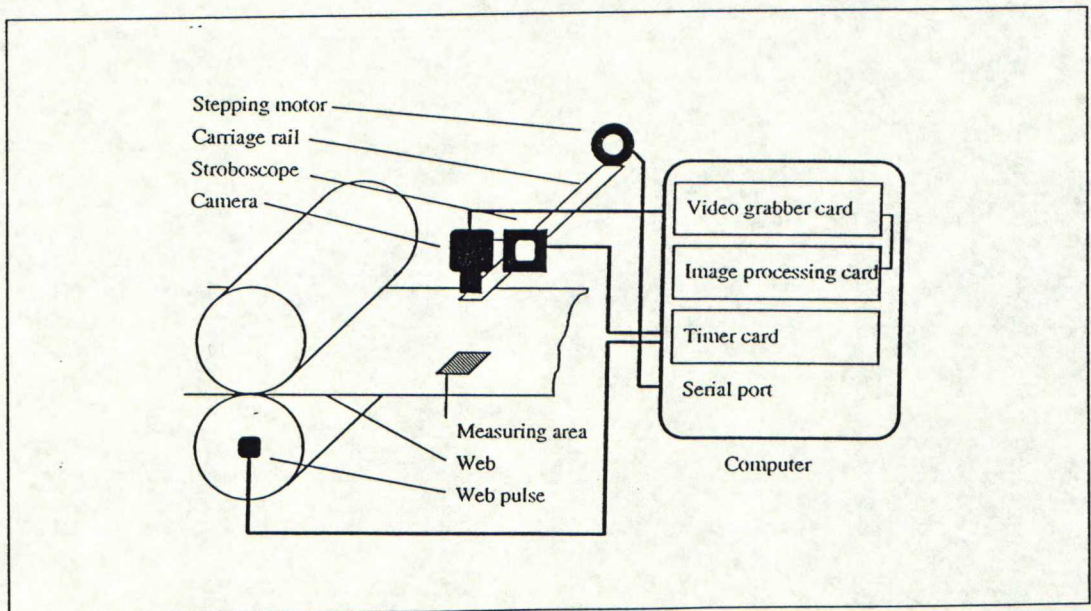 Stepping motor
Carriage rail
Stroboscope
Camera
Video grabber card
Image processing card
Timer card
Serial port
Measuring area
Web
Web pulse
Computer